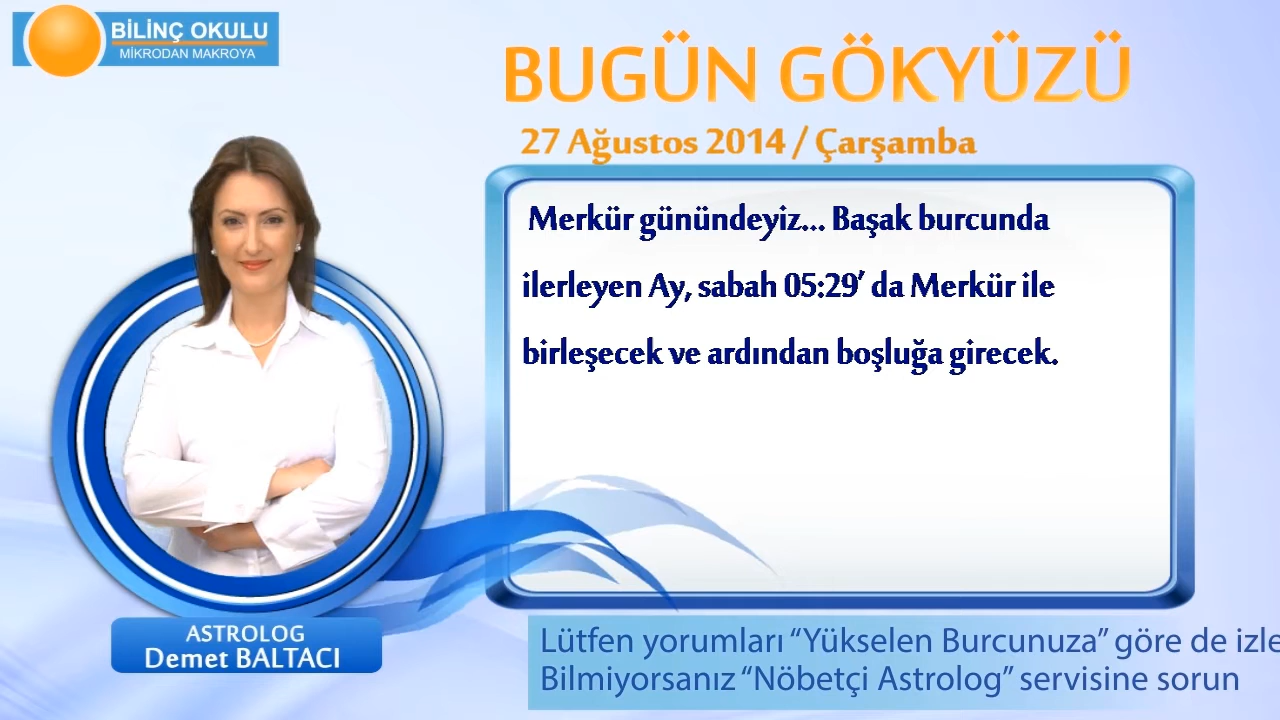 BİLİNÇ OKULU
MİKRODAN MAKROYA
BUGÜN GÖKYÜZÜ
27 Ağustos 2014 / Çarşamba
Merkür günündeyiz... Başak burcunda
ilerleyen Ay, sabah 05:29’ da Merkür ile
birleşecek ve ardından boşluğa girecek.
ASTROLOG
Demet BALTACI
Lütfen yorumları “Yükselen Burcunuza” göre de izle
Bilmiyorsanız “Nöbetçi Astrolog” servisine sorun